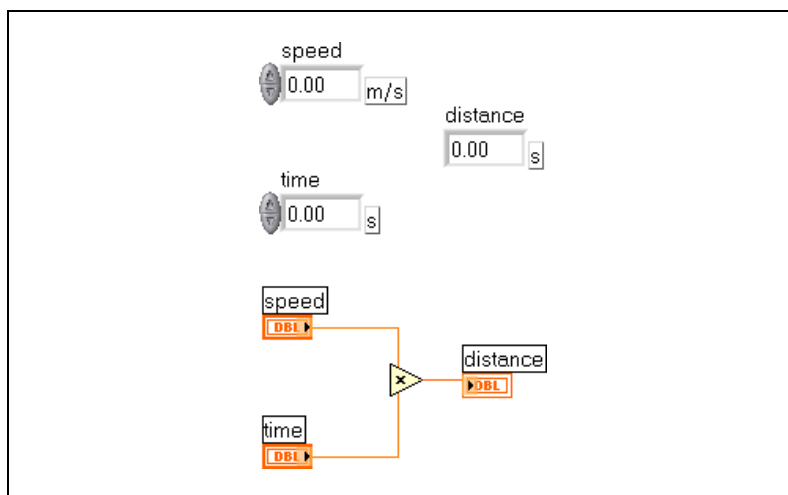 speed
0.00 m/s
distance
0.00 s
time
0.00 s
speed
DBL
×
distance
DBL
time
DBL